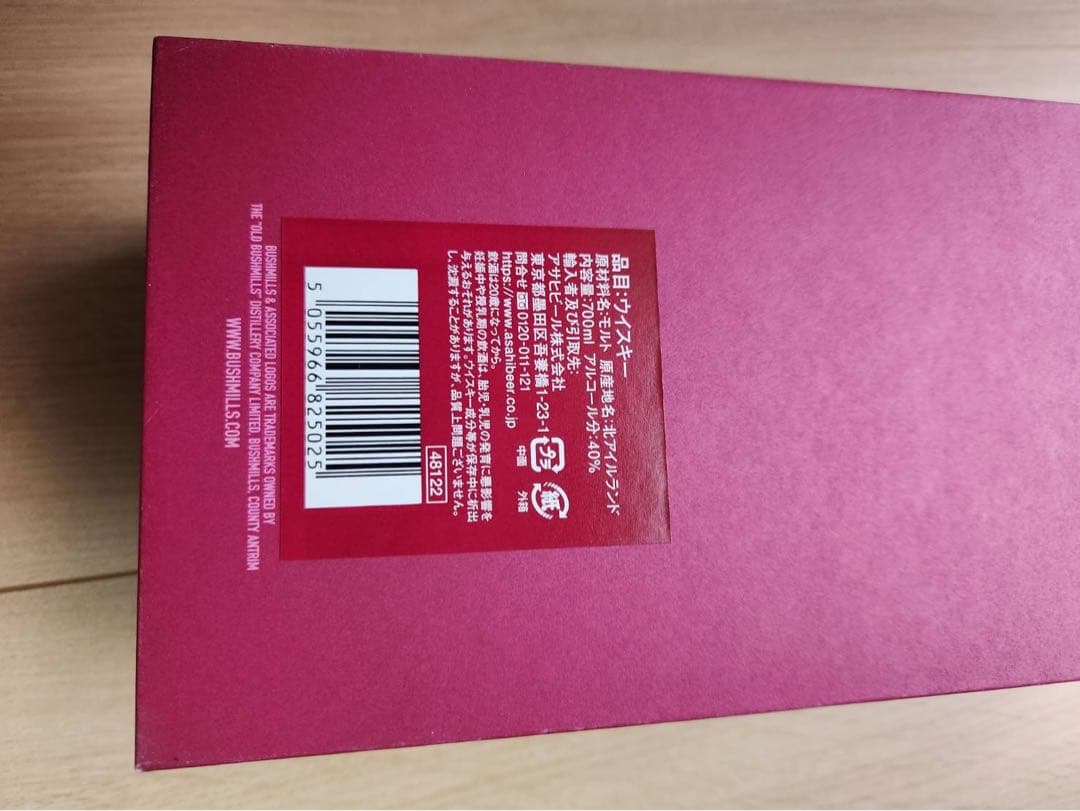 品目:ウイスキー
原材料名:モルト 原産地名:北アイルランド
内容量:700ml アルコール分:40%
輸入者及び引取先:
アサヒビール株式会社
東京都墨田区吾妻橋1-23-1
問合せ 0120-011-121
https://www.asahibeer.co.jp
プラ 中面
紙 外箱
飲酒は20歳になってから。
妊娠中や授乳期の飲酒は、胎児・乳児の発育に悪影響を
与えるおそれがあります。ウイスキー成分等が保存中に析出
し、沈澱することがありますが、品質上問題ございません。
48122
5 055966 825025
BUSHMILLS & ASSOCIATED LOGOS ARE TRADEMARKS OWNED BY
THE "OLD BUSHMILLS" DISTILLERY COMPANY LIMITED, BUSHMILLS, COUNTY ANTRIM
WWW.BUSHMILLS.COM